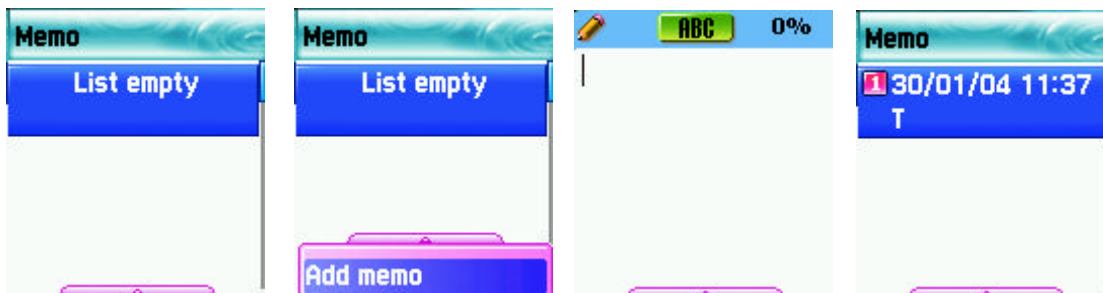 Memo
List empty
Memo
List empty
Add memo
ABC 0%
Memo
1 30/01/04 11:37
T